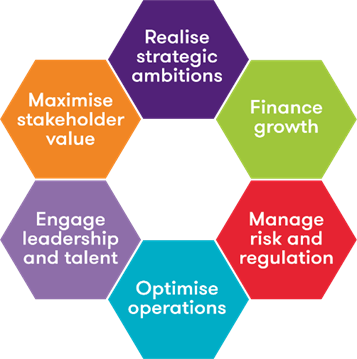 Realise
strategic
ambitions
Finance
growth
Manage
risk and
regulation
Optimise
operations
Engage
leadership
and talent
Maximise
stakeholder
value